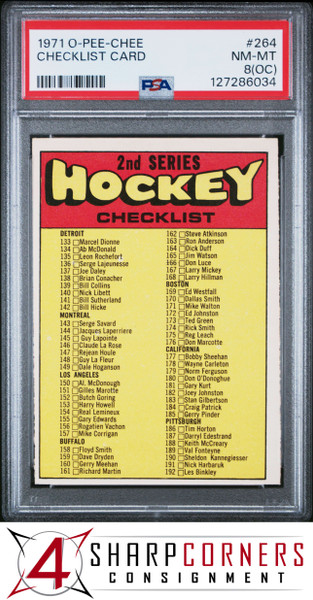 1971 O-PEE-CHEE #264
CHECKLIST CARD NM-MT
8(OC)
PSA 127286034
2nd SERIES
HOCKEY
CHECKLIST
DETROIT
133 Marcel Dionne
134 Ab McDonald
135 Leon Rochefort
136 Serge Lajeunesse
137 Joe Daley
138 Brian Conacher
139 Bill Collins
140 Nick Libett
141 Bill Sutherland
142 Bill Hicke
MONTREAL
143 Serge Savard
144 Jacques Laperriere
145 Guy Lapointe
146 Claude La Rose
147 Rejean Houle
148 Guy La Fleur
149 Dale Hoganson
LOS ANGELES
150 Al. McDonough
151 Gilles Marotte
152 Butch Goring
153 Harry Howell
154 Real Lemieux
155 Gary Edwards
156 Rogatien Vachon
157 Mike Corrigan
BUFFALO
158 Floyd Smith
159 Dave Dryden
160 Gerry Meehan
161 Richard Martin
162 Steve Atkinson
163 Ron Anderson
164 Dick Duff
165 Jim Watson
166 Don Luce
167 Larry Mickey
168 Larry Hillman
BOSTON
169 Ed Westfall
170 Dallas Smith
171 Mike Walton
172 Ed Johnston
173 Ted Green
174 Rick Smith
175 Reg Leach
176 Don Marcotte
CALIFORNIA
177 Bobby Sheehan
178 Wayne Carleton
179 Norm Ferguson
180 Don O'Donoghue
181 Gary Kurt
182 Joey Johnston
183 Stan Gilbertson
184 Craig Patrick
185 Gerry Pinder
PITTSBURGH
186 Tim Horton
187 Darryl Edestrand
188 Keith McCreary
189 Val Fonteyne
190 Sheldon Kannegiesser
191 Nick Harbaruk
192 Les Binkley
4 SHARPCORNERS
CONSIGNMENT